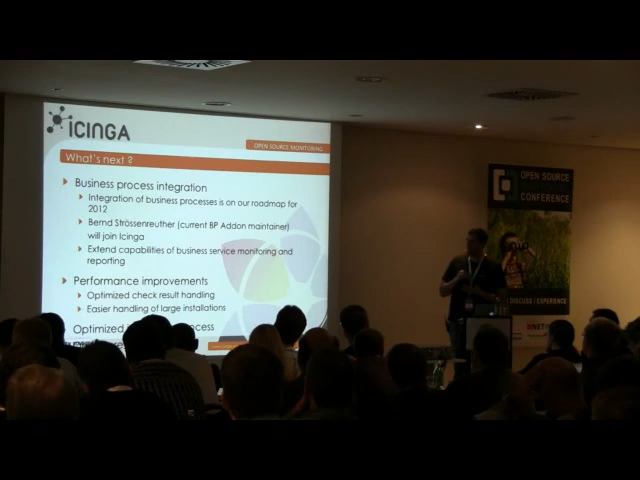 ICINGA
OPEN SOURCE MONITORING
What's next ?
Business process integration
Integration of business processes is on our roadmap for
2012
Bernd Strössenreuther (current BP Addon maintainer)
will join Icinga
Extend capabilities of business service monitoring and
reporting
Performance improvements
Optimized check result handling
Easier handling of large installations
Optimized
process
OPEN SOURCE
CONFERENCE
DISCUSS | EXPERIENCE
NET